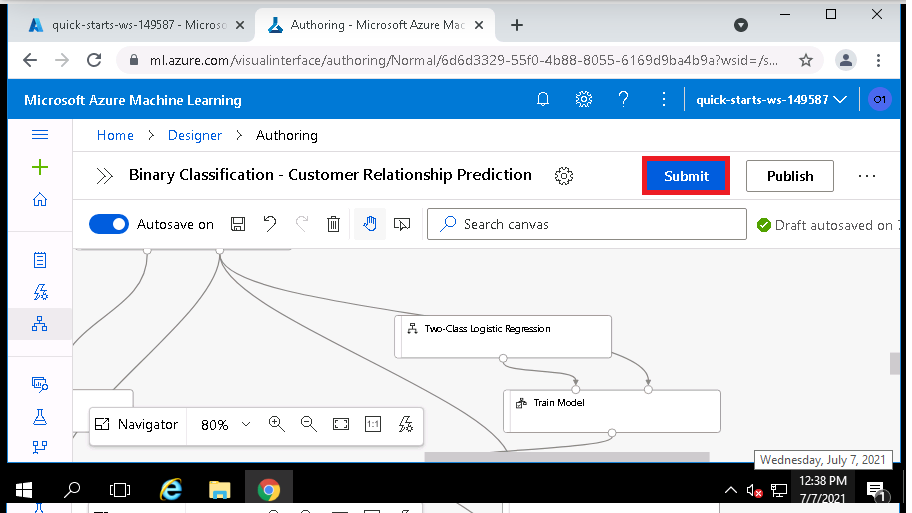 quick-starts-ws-149587 - Microso
Authoring - Microsoft Azure Mac
ml.azure.com/visualinterface/authoring/Normal/6d6d3329-55f0-4b88-8055-6169d9ba4b9a?wsid=/s...
Microsoft Azure Machine Learning
quick-starts-ws-149587
O1
Home > Designer > Authoring
Binary Classification - Customer Relationship Prediction
Submit
Publish
Autosave on
Search canvas
Draft autosaved on 7
Two-Class Logistic Regression
Train Model
Navigator
80%
1:1
Wednesday, July 7, 2021
12:38 PM
7/7/2021
1